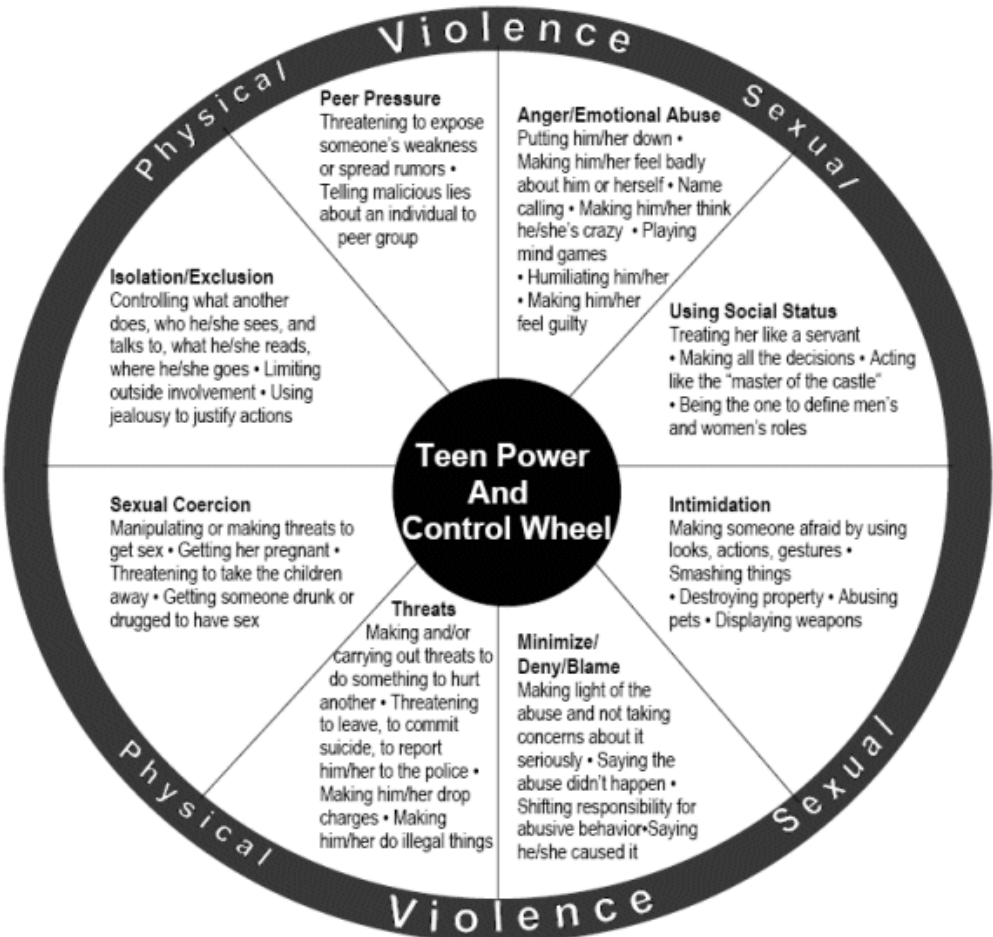 Physical Violence Sexual
Peer Pressure
Threatening to expose
someone's weakness
or spread rumors •
Telling malicious lies
about an individual to
peer group
Anger/Emotional Abuse
Putting him/her down •
Making him/her feel badly
about him or herself • Name
calling • Making him/her think
he/she's crazy • Playing
mind games
• Humiliating him/her
• Making him/her
feel guilty
Isolation/Exclusion
Controlling what another
does, who he/she sees, and
talks to, what he/she reads,
where he/she goes • Limiting
outside involvement • Using
jealousy to justify actions
Using Social Status
Treating her like a servant
• Making all the decisions • Acting
like the "master of the castle"
• Being the one to define men's
and women's roles
Teen Power
And
Control Wheel
Sexual Coercion
Manipulating or making threats to
get sex • Getting her pregnant •
Threatening to take the children
away • Getting someone drunk or
drugged to have sex
Intimidation
Making someone afraid by using
looks, actions, gestures •
Smashing things
• Destroying property • Abusing
pets • Displaying weapons
Threats
Making and/or
carrying out threats to
do something to hurt
another • Threatening
to leave, to commit
suicide, to report
him/her to the police •
Making him/her drop
charges • Making
him/her do illegal things
Minimize/
Deny/Blame
Making light of the
abuse and not taking
concerns about it
seriously • Saying the
abuse didn't happen •
Shifting responsibility for
abusive behavior•Saying
he/she caused it
Physical Violence Sexual